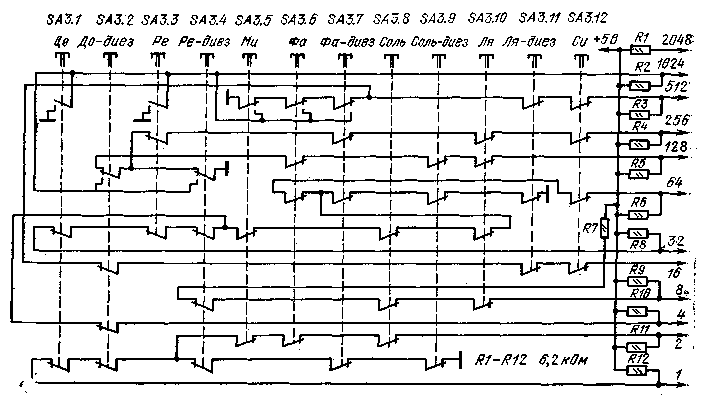 SA3.1 SA3.2 SA3.3 SA3.4 SA3.5 SA3.6 SA3.7 SA3.8 SA3.9 SA3.10 SA3.11 SA3.12
До До-диез Ре Ре-диез Ми Фа Фа-диез Соль Соль-диез Ля Ля-диез Си +5В R1 2048
R2 1024
512
R3
R4 256
128
R5
64
R6
R7
R8 32
16
R9
8
R10
4
R11
2
R1-R12 6,2 кОм R12
1